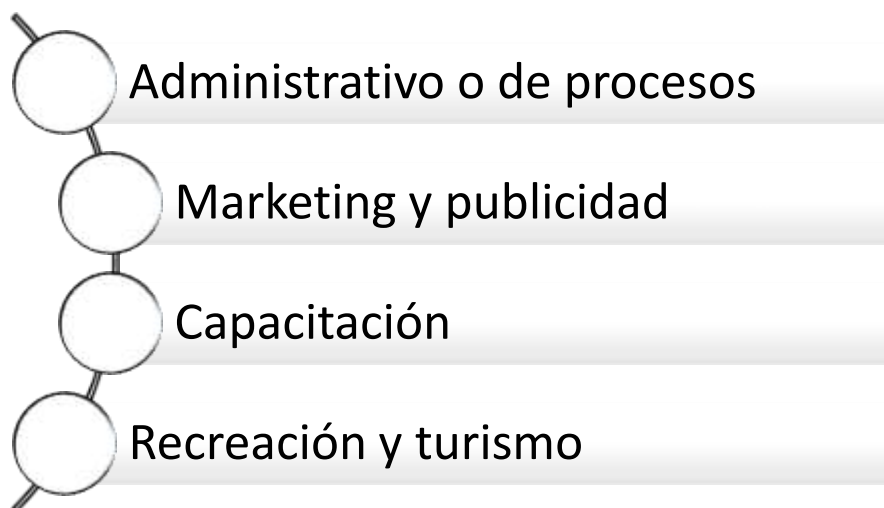 Administrativo o de procesos
Marketing y publicidad
Capacitación
Recreación y turismo